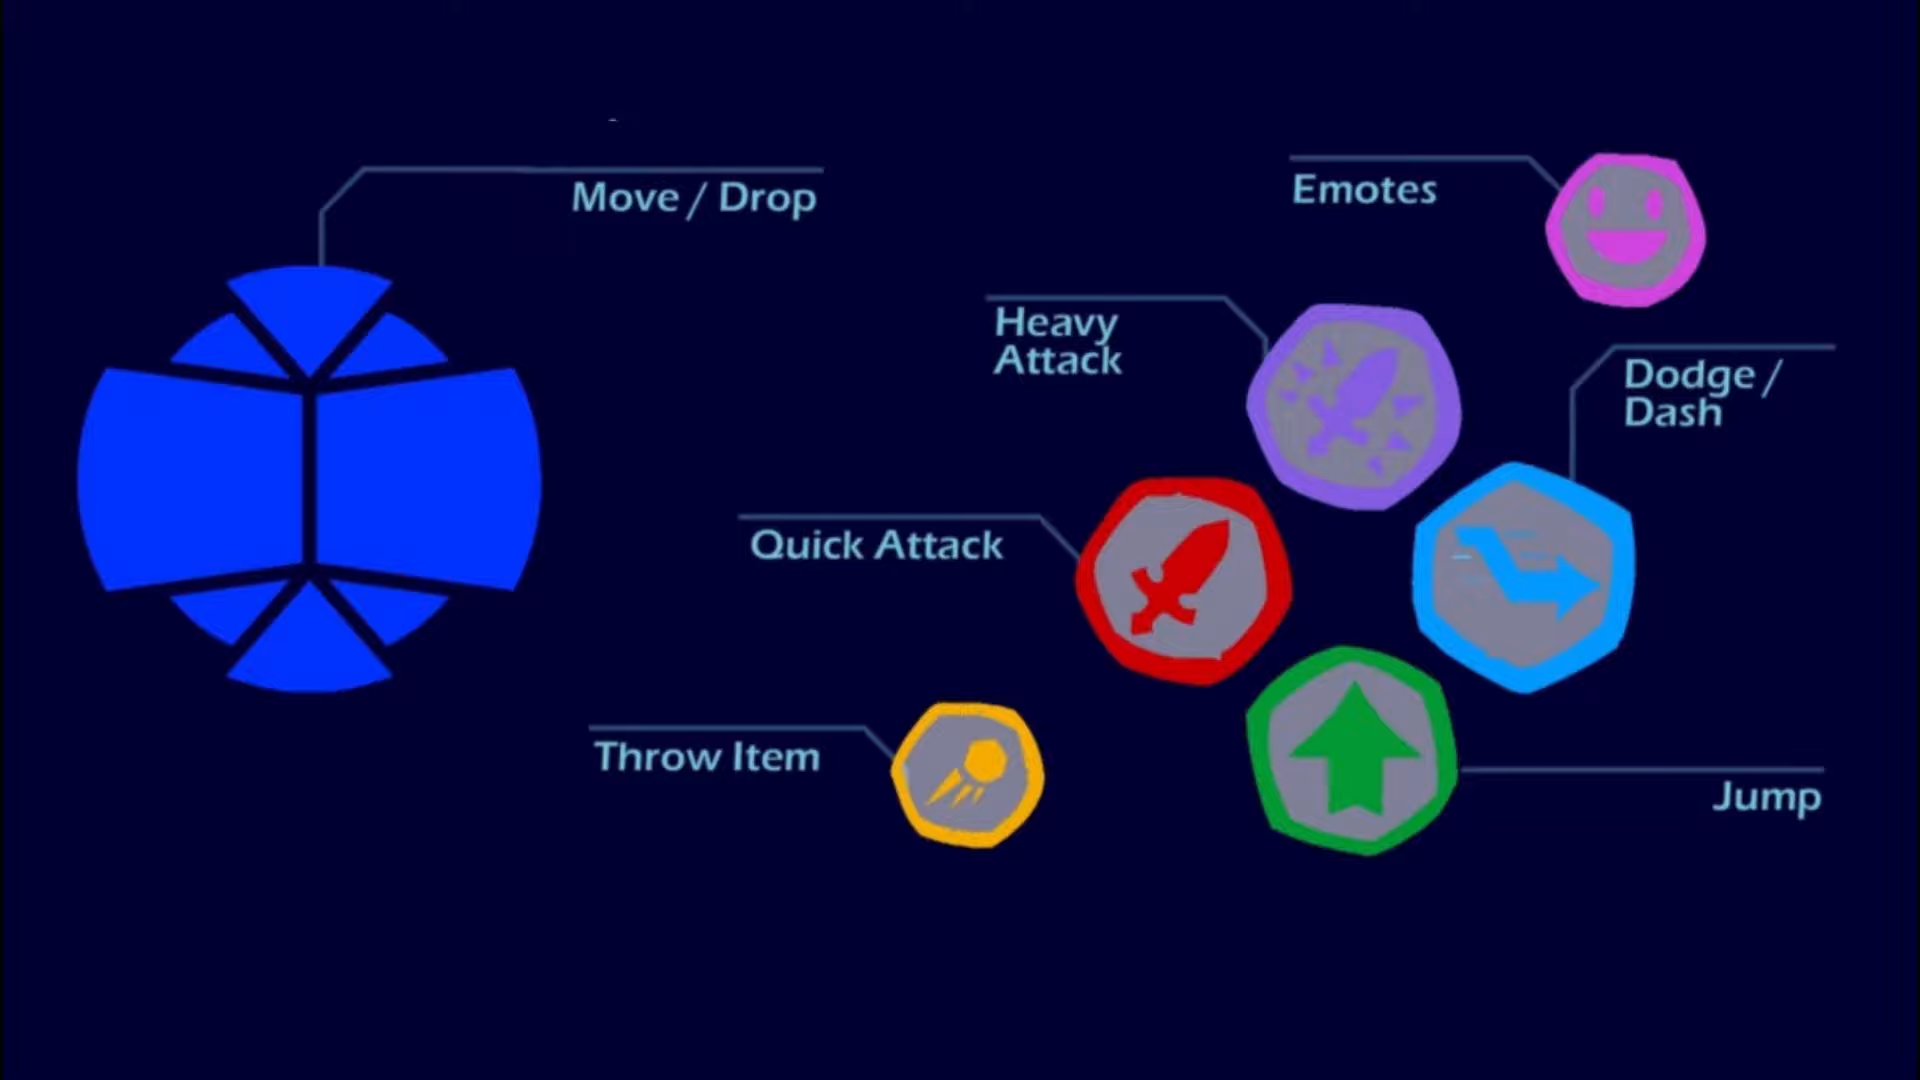 Move / Drop
Emotes
Heavy
Attack
Dodge /
Dash
Quick Attack
Throw Item
Jump